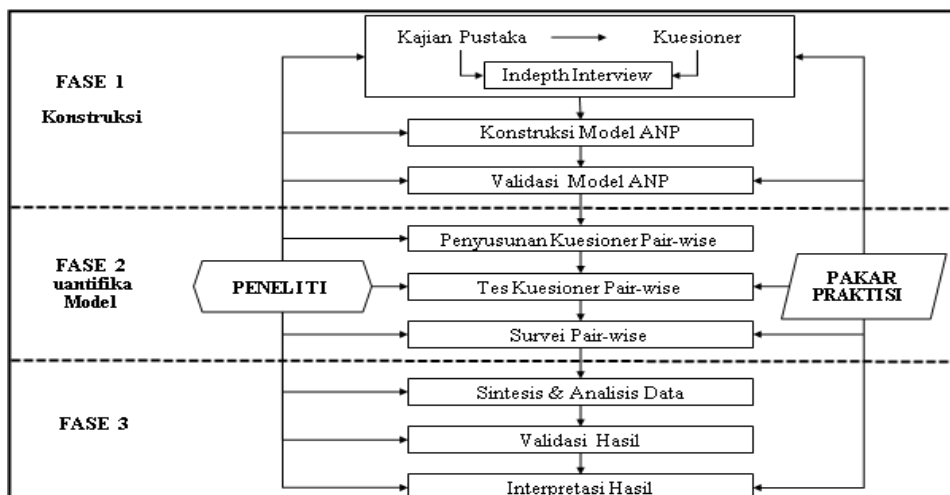 Kajian Pustaka
Kuesioner
Indepth Interview
FASE 1
Konstruksi
Konstruksi Model ANP
Validasi Model ANP
Penyusunan Kuesioner Pair-wise
FASE 2
uantifika
Model
PENELITI
Tes Kuesioner Pair-wise
PAKAR
PRAKTISI
Survei Pair-wise
Sintesis & Analisis Data
FASE 3
Validasi Hasil
Interpretasi Hasil